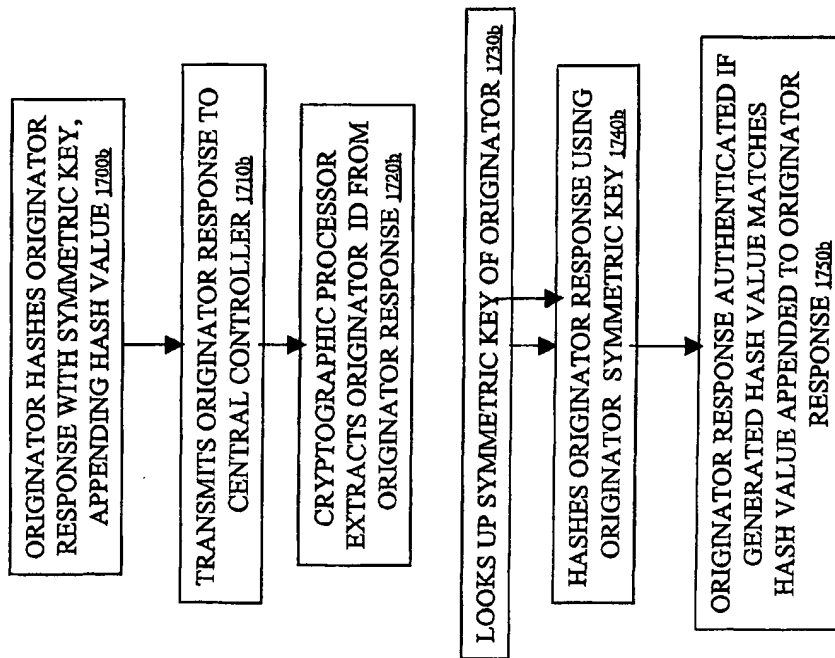 ORIGINATOR HASHES ORIGINATOR
RESPONSE WITH SYMMETRIC KEY,
APPENDING HASH VALUE 1700b
TRANSMITS ORIGINATOR RESPONSE TO
CENTRAL CONTROLLER 1710b
CRYPTOGRAPHIC PROCESSOR
EXTRACTS ORIGINATOR ID FROM
ORIGINATOR RESPONSE 1720b
LOOKS UP SYMMETRIC KEY OF ORIGINATOR 1730b
HASHES ORIGINATOR RESPONSE USING
ORIGINATOR SYMMETRIC KEY 1740b
ORIGINATOR RESPONSE AUTHENTICATED IF
GENERATED HASH VALUE MATCHES
HASH VALUE APPENDED TO ORIGINATOR
RESPONSE 1750b